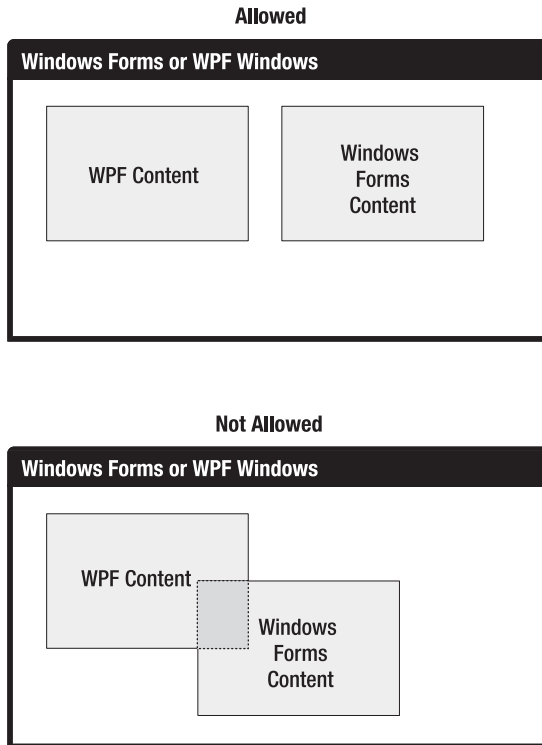 Allowed
Windows Forms or WPF Windows
WPF Content
Windows
Forms
Content
Not Allowed
Windows Forms or WPF Windows
WPF Content
Windows
Forms
Content